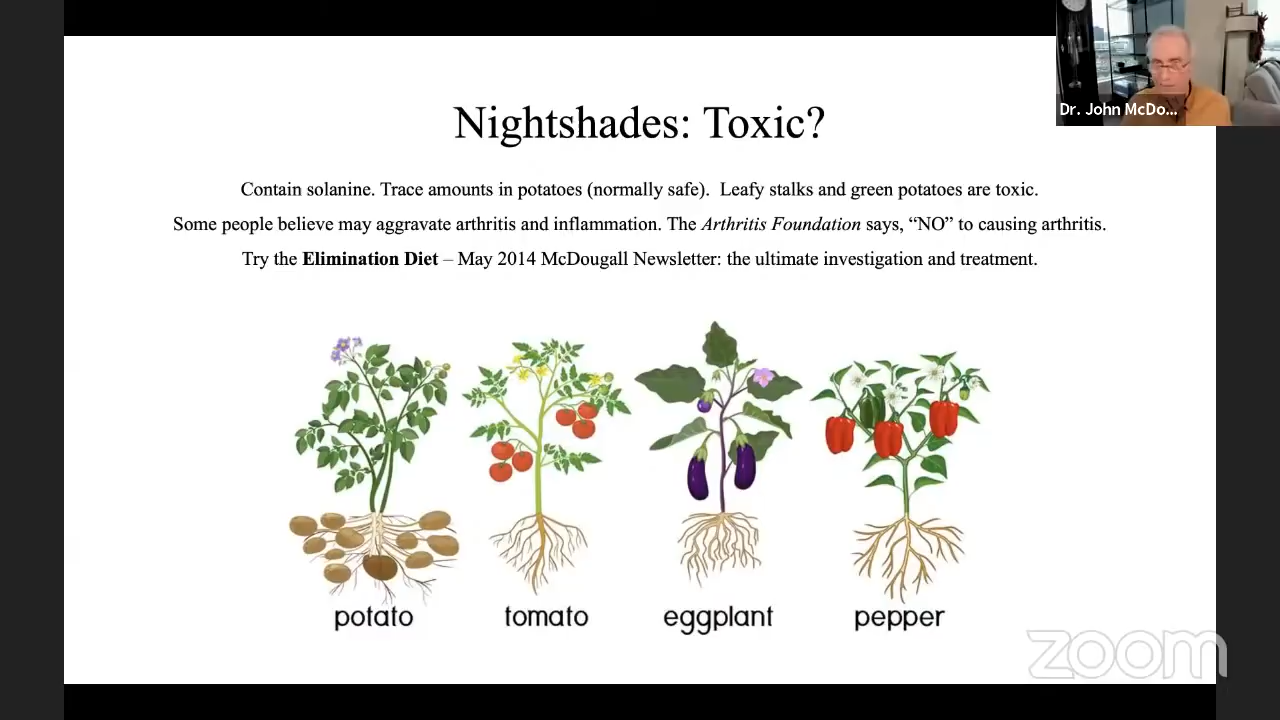 Dr. John McDo...
Nightshades: Toxic?
Contain solanine. Trace amounts in potatoes (normally safe).  Leafy stalks and green potatoes are toxic.
Some people believe may aggravate arthritis and inflammation. The Arthritis Foundation says, “NO” to causing arthritis.
Try the Elimination Diet – May 2014 McDougall Newsletter: the ultimate investigation and treatment.
potato
tomato
eggplant
pepper
zoom